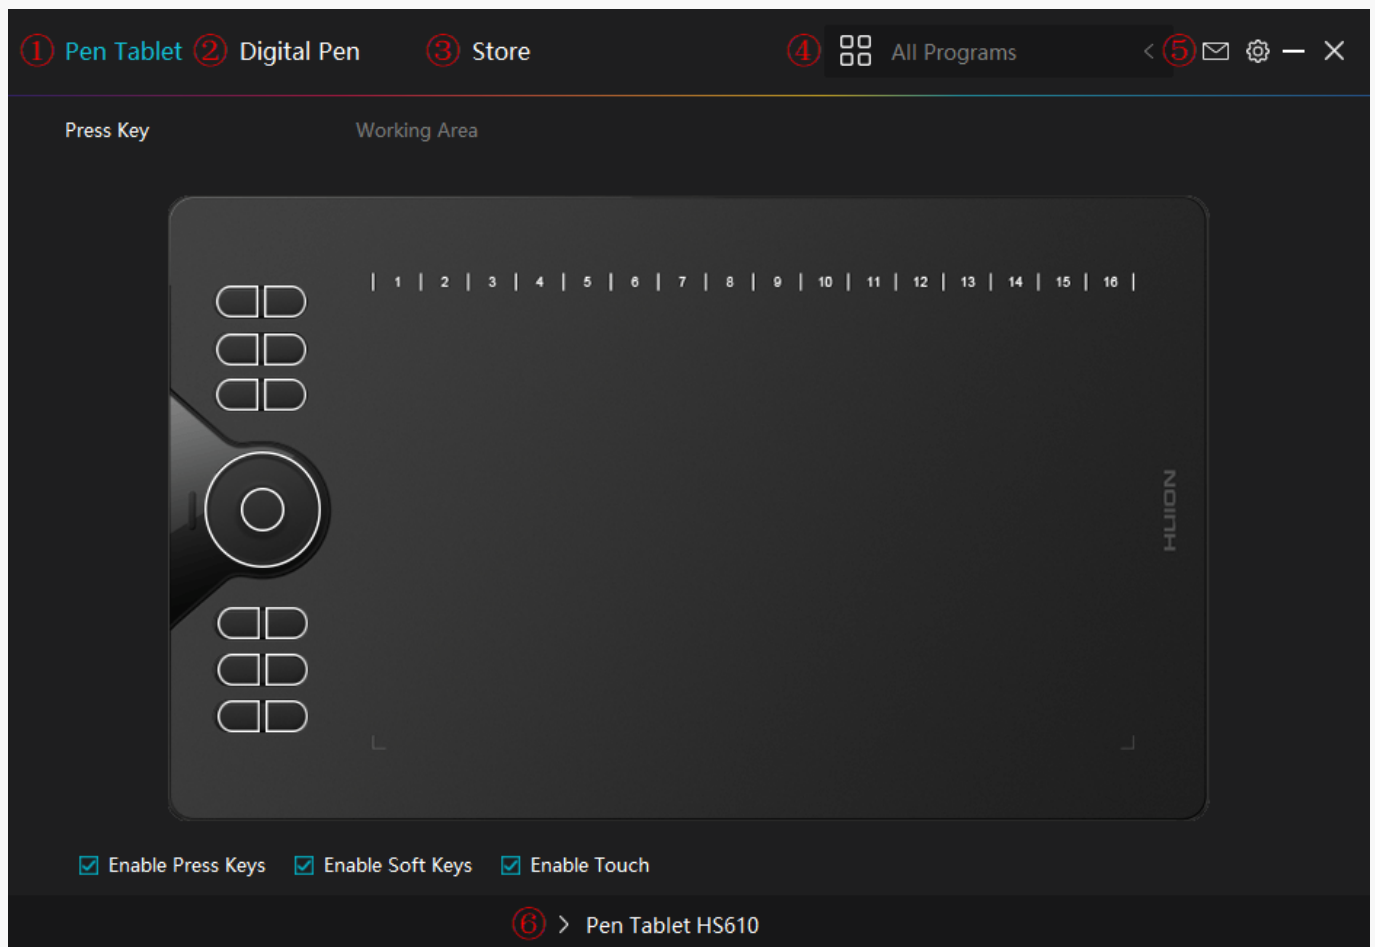 ① Pen Tablet ② Digital Pen ③ Store ④ All Programs ⑤
Press Key Working Area
| 1 | 2 | 3 | 4 | 5 | 6 | 7 | 8 | 9 | 10 | 11 | 12 | 13 | 14 | 15 | 16 |
HUION
Enable Press Keys Enable Soft Keys Enable Touch
⑥ > Pen Tablet HS610